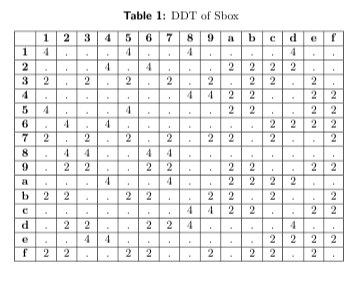 Table 1: DDT of Sbox
1 2 3 4 5 6 7 8 9 a b c d e f
1 4 . . . 4 . . 4 . . . . 4 . .
2 . . . 4 . 4 . . . 2 2 2 2 . .
3 2 . 2 . 2 . 2 . 2 . 2 2 . 2 .
4 . . . . . . . 4 4 2 2 . . 2 2
5 4 . . . 4 . . . . 2 2 . . 2 2
6 . 4 . 4 . . . . . . . 2 2 2 2
7 2 . 2 . 2 . 2 . 2 2 . 2 . . 2
8 . 4 4 . . 4 4 . . . . . . . .
9 . 2 2 . . 2 2 . . 2 2 . . 2 2
a . . . 4 . . 4 . . 2 2 2 2 . .
b 2 2 . . 2 2 . . 2 2 . 2 . . 2
c . . . . . . . 4 4 2 2 . . 2 2
d . 2 2 . . 2 2 4 . . . . 4 . .
e . . 4 4 . . . . . . . 2 2 2 2
f 2 2 . . 2 2 . . 2 . 2 2 . 2 .